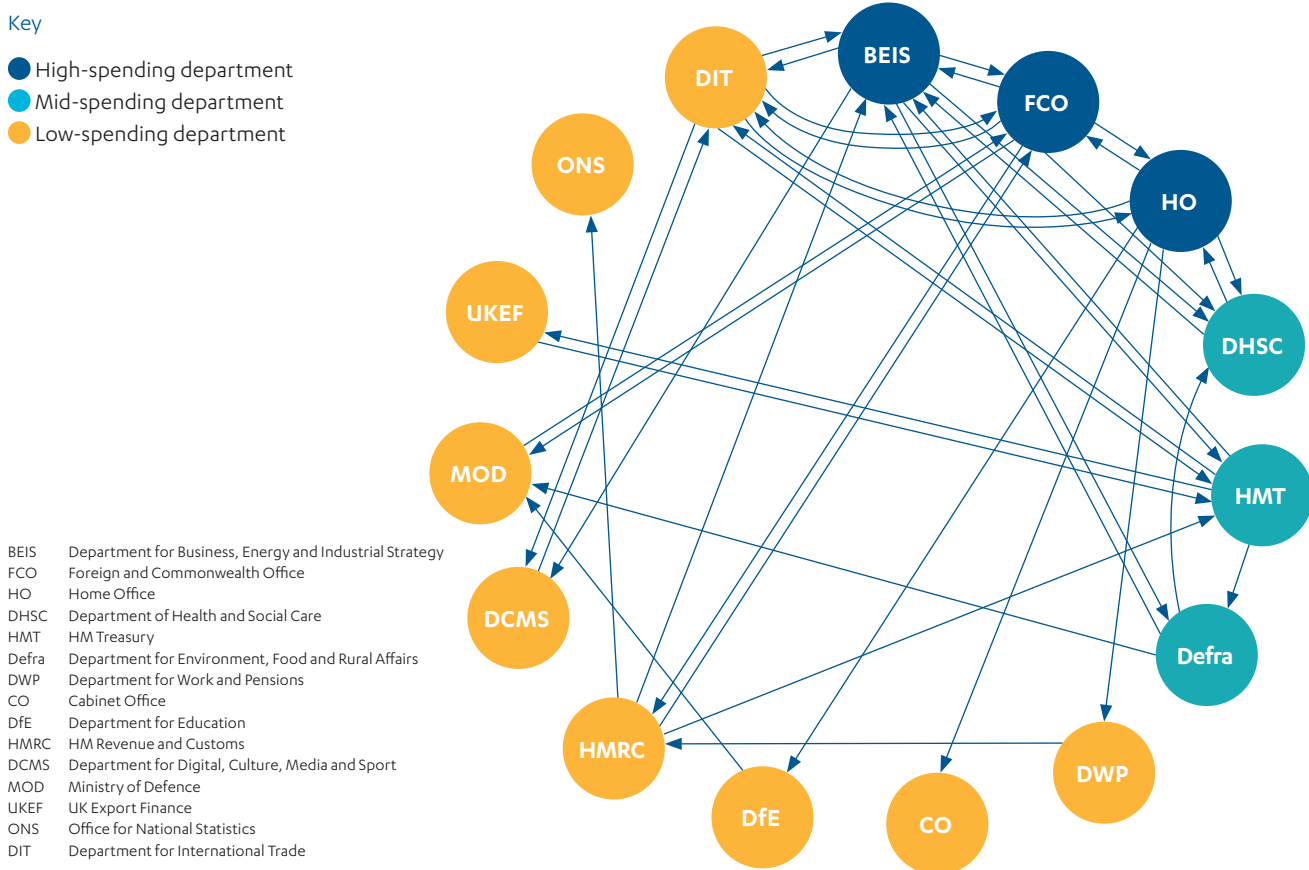 Key
High-spending department
Mid-spending department
Low-spending department
BEIS
DIT
FCO
ONS
HO
UKEF
DHSC
MOD
HMT
DCMS
Defra
HMRC
DWP
DfE
CO
BEIS Department for Business, Energy and Industrial Strategy
FCO Foreign and Commonwealth Office
HO Home Office
DHSC Department of Health and Social Care
HMT HM Treasury
Defra Department for Environment, Food and Rural Affairs
DWP Department for Work and Pensions
CO Cabinet Office
DfE Department for Education
HMRC HM Revenue and Customs
DCMS Department for Digital, Culture, Media and Sport
MOD Ministry of Defence
UKEF UK Export Finance
ONS Office for National Statistics
DIT Department for International Trade